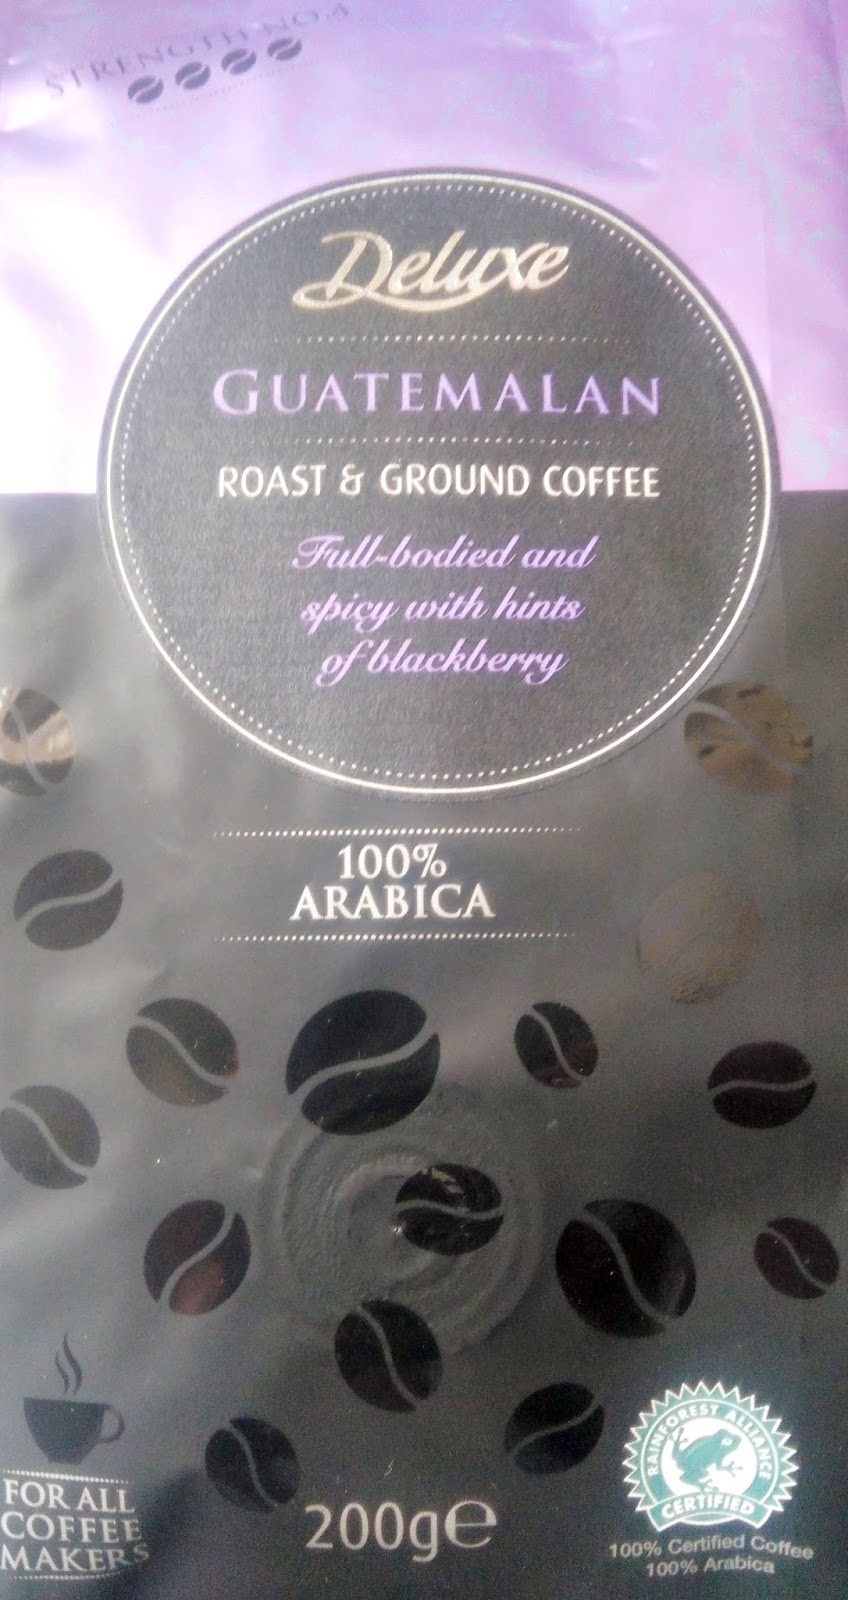 STRENGTH NO.4
Deluxe
GUATEMALAN
ROAST & GROUND COFFEE
Full-bodied and
spicy with hints
of blackberry
100%
ARABICA
FOR ALL
COFFEE
MAKERS
200g℮
RAINFOREST ALLIANCE
CERTIFIED
100% Certified Coffee
100% Arabica